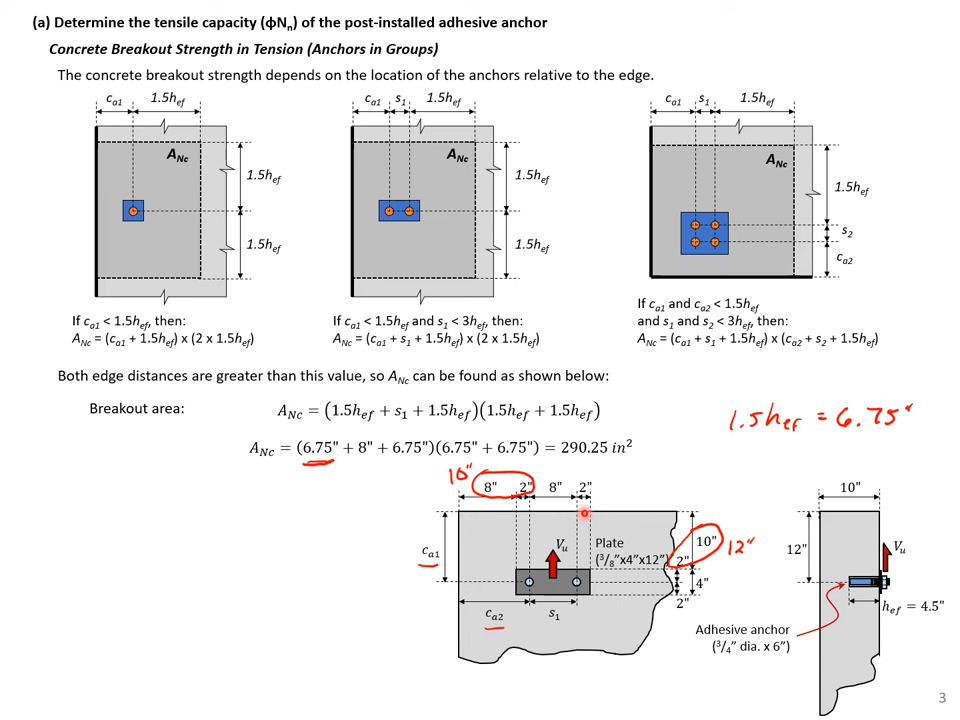 (a) Determine the tensile capacity (ϕNn) of the post-installed adhesive anchor
Concrete Breakout Strength in Tension (Anchors in Groups)
The concrete breakout strength depends on the location of the anchors relative to the edge.
ca1 1.5hef
ANc
1.5hef
1.5hef
If ca1 < 1.5hef, then:
ANc = (ca1 + 1.5hef) x (2 x 1.5hef)
ca1 s1 1.5hef
ANc
1.5hef
1.5hef
If ca1 < 1.5hef and s1 < 3hef, then:
ANc = (ca1 + s1 + 1.5hef) x (2 x 1.5hef)
ca1 s1 1.5hef
ANc
1.5hef
s2
ca2
If ca1 and ca2 < 1.5hef
and s1 and s2 < 3hef, then:
ANc = (ca1 + s1 + 1.5hef) x (ca2 + s2 + 1.5hef)
Both edge distances are greater than this value, so ANc can be found as shown below:
Breakout area: ANc = (1.5hef + s1 + 1.5hef)(1.5hef + 1.5hef)
ANc = (6.75" + 8" + 6.75")(6.75" + 6.75") = 290.25 in²
1.5hef = 6.75"
10"
8" 2" 8" 2"
ca1
Vu
Plate
(3/8"x4"x12")
10"
12"
2"
4"
2"
ca2 s1
10"
12"
Vu
hef = 4.5"
Adhesive anchor
(3/4" dia. x 6")
3